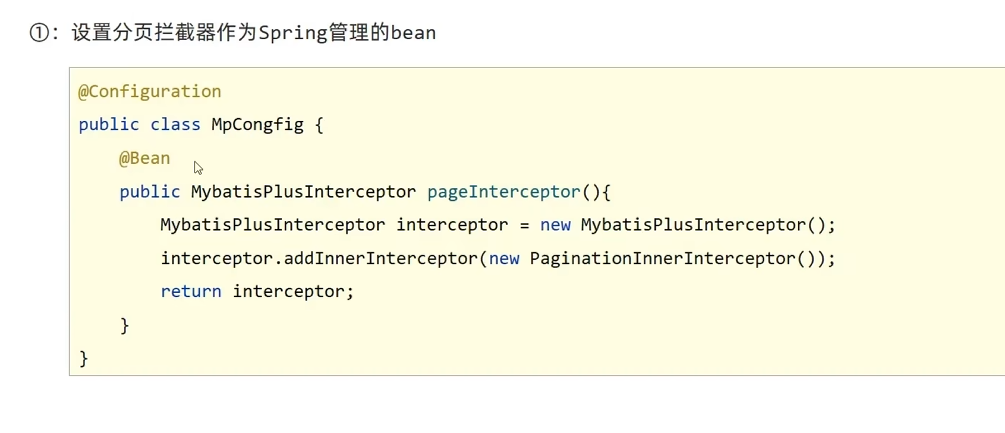 ①: 设置分页拦截器作为Spring管理的bean
@Configuration
public class MpCongfig {
@Bean
public MybatisPlusInterceptor pageInterceptor(){
MybatisPlusInterceptor interceptor = new MybatisPlusInterceptor();
interceptor.addInnerInterceptor(new PaginationInnerInterceptor());
return interceptor;
}
}